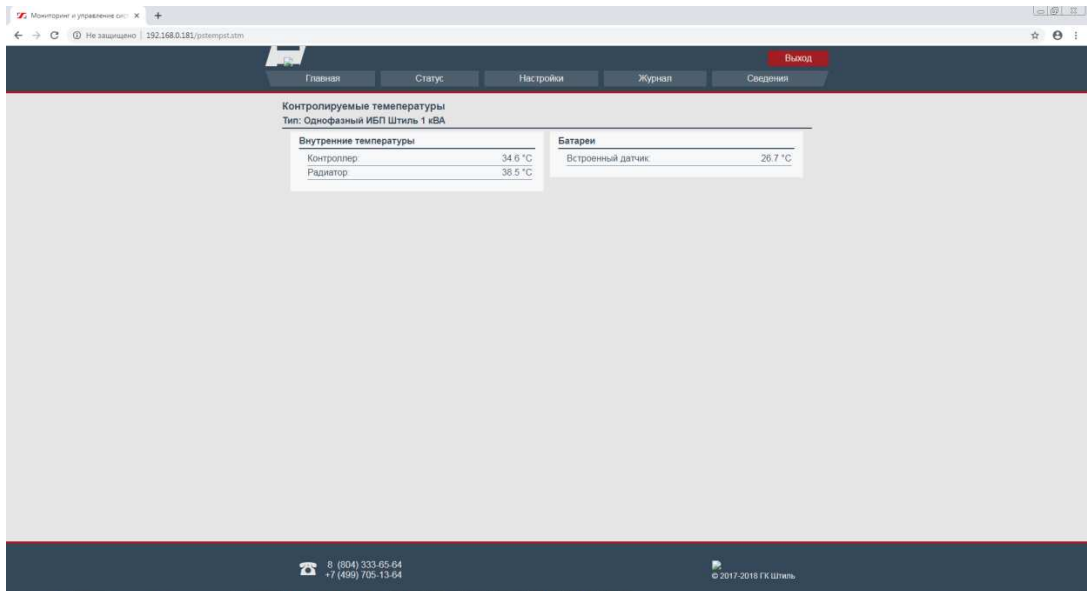 Мониторинг и управление сист
Не защищено | 192.168.0.181/pstempst.atm
Выход
Главная Статус Настройки Журнал Сведения
Контролируемые темепературы
Тип: Однофазный ИБП Штиль 1 кВА
Внутренние температуры
Контроллер: 34.6 °C
Радиатор: 38.5 °C
Батареи
Встроенный датчик: 26.7 °C
8 (804) 333-65-64
+7 (499) 705-13-64
© 2017-2018 ГК Штиль